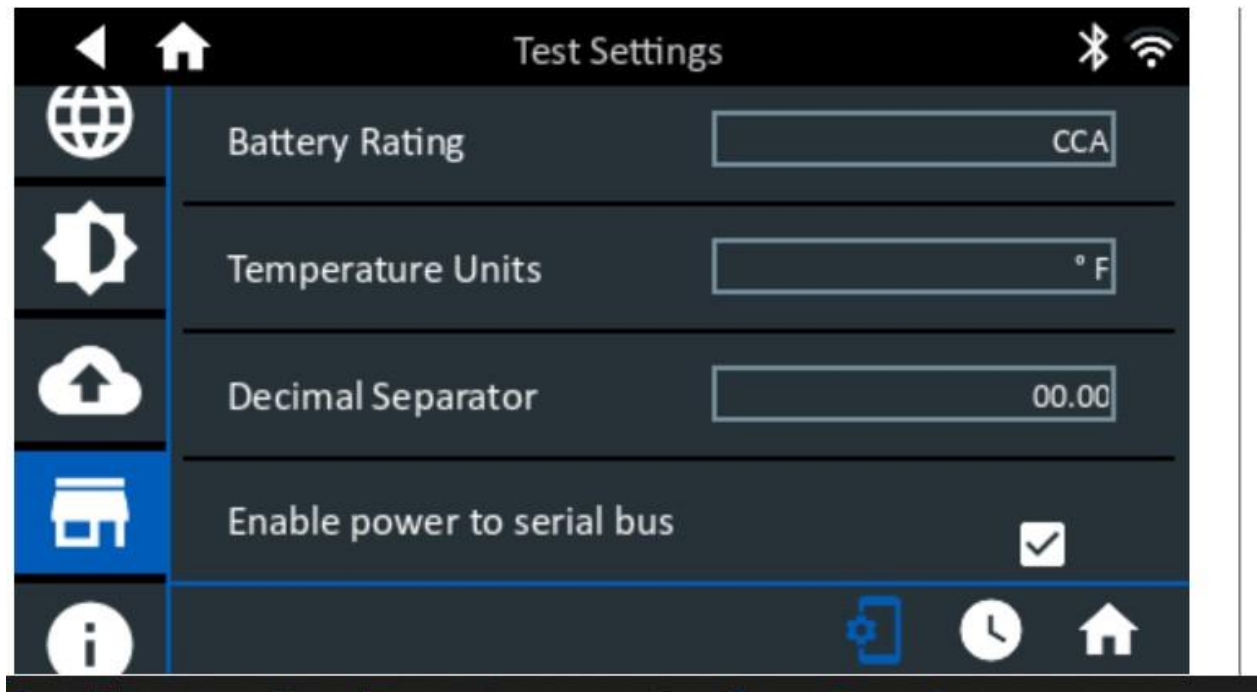 Test Settings
Battery Rating
CCA
Temperature Units
° F
Decimal Separator
00.00
Enable power to serial bus